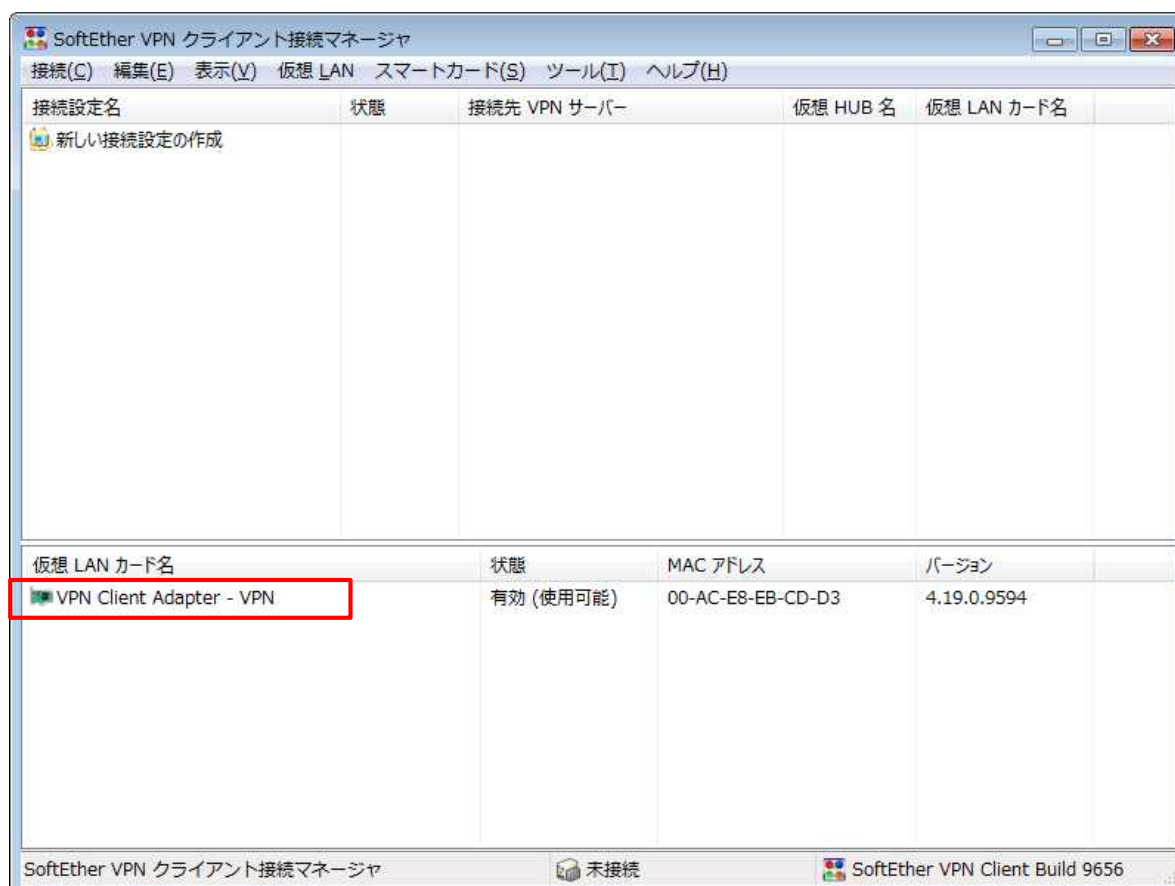 SoftEther VPN クライアント接続マネージャ
接続(C) 編集(E) 表示(V) 仮想 LAN スマートカード(S) ツール(T) ヘルプ(H)
接続設定名 状態 接続先 VPN サーバー 仮想 HUB 名 仮想 LAN カード名
新しい接続設定の作成
仮想 LAN カード名 状態 MAC アドレス バージョン
VPN Client Adapter - VPN 有効 (使用可能) 00-AC-E8-EB-CD-D3 4.19.0.9594
SoftEther VPN クライアント接続マネージャ 未接続 SoftEther VPN Client Build 9656